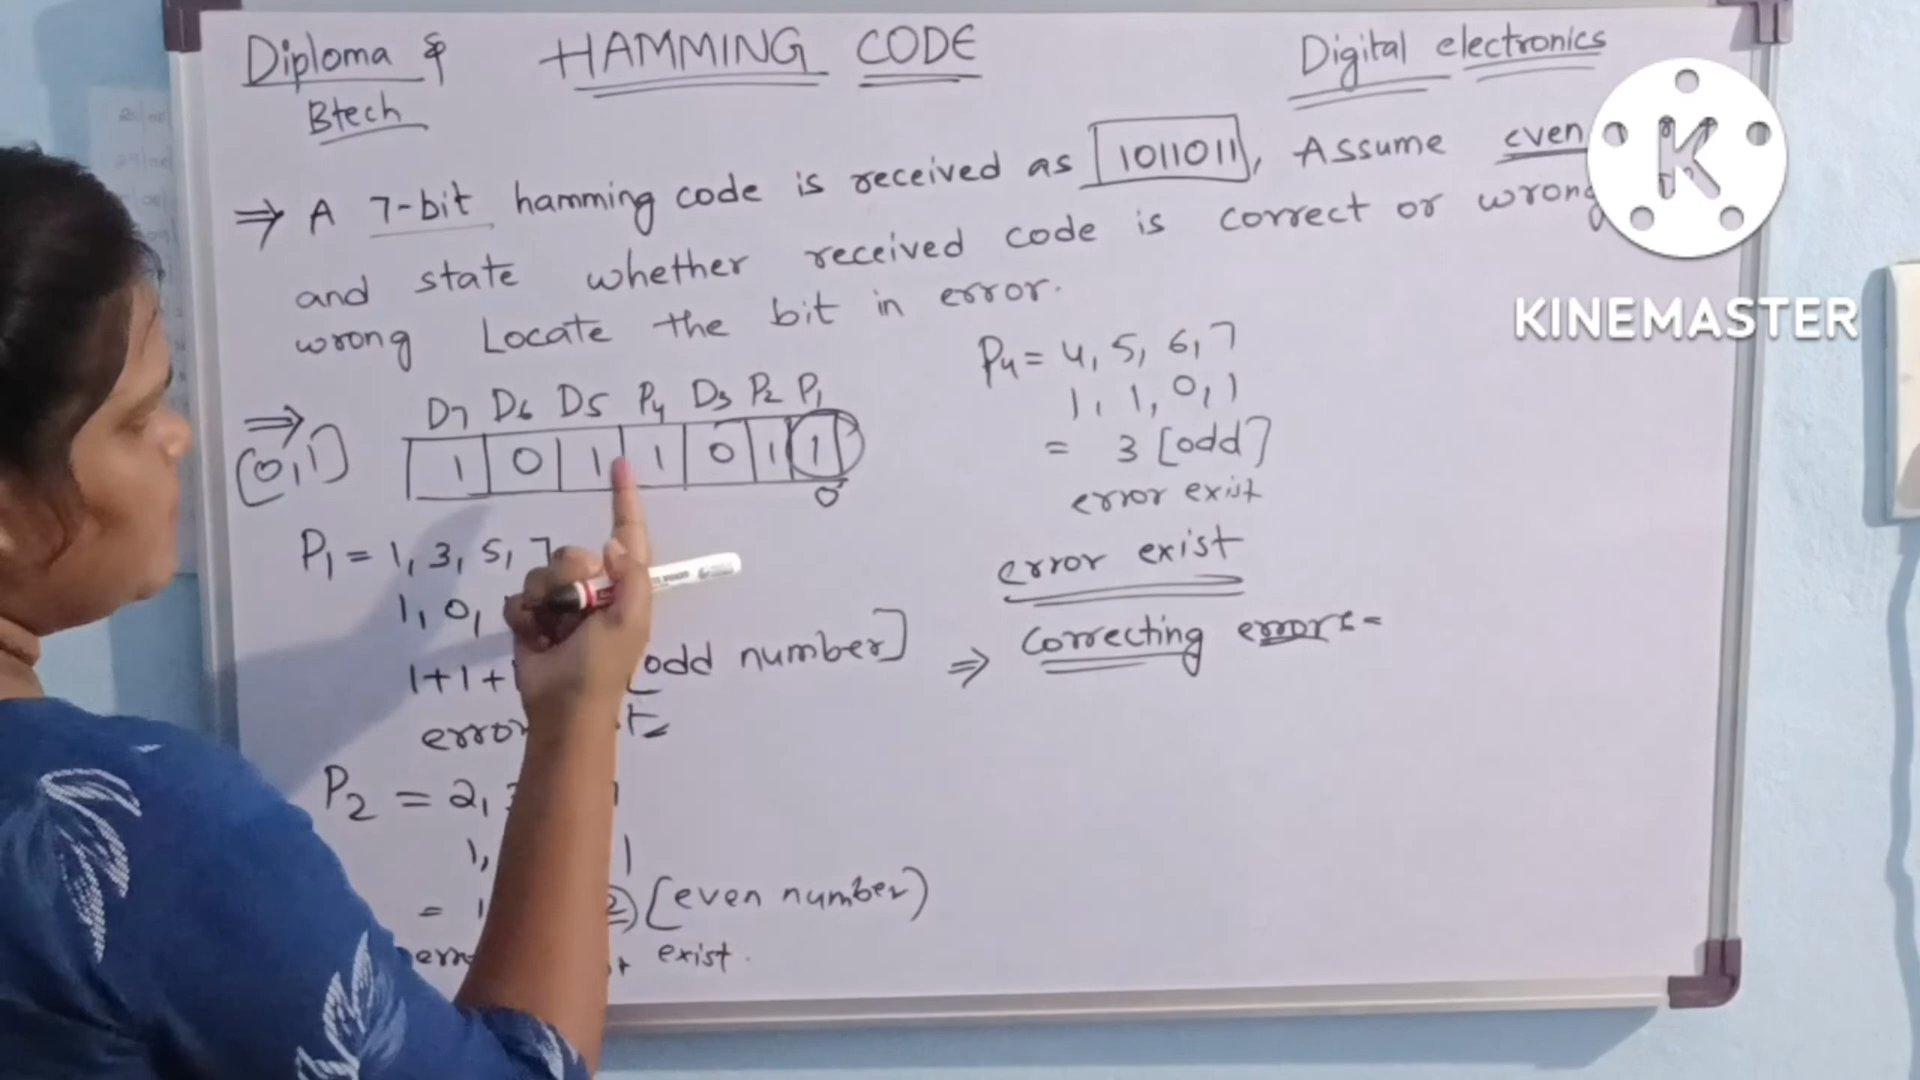 Diploma & HAMMING CODE Digital electronics
Btech
⇒ A 7-bit hamming code is received as 1011011, Assume even
and state whether received code is correct or wrong
wrong Locate the bit in error.
⇒ D7 D6 D5 P4 D3 P2 P1
[0,1] 1 0 1 1 0 1 1
0
P1 = 1, 3, 5, 7
1, 0,
1+1+1 [odd number]
error
P2 = 2,
1, 1
= 1 2 (even number)
exist.
P4 = 4, 5, 6, 7
1, 1, 0, 1
= 3 [odd]
error exist
error exist
⇒ Correcting error :-
K
KINEMASTER